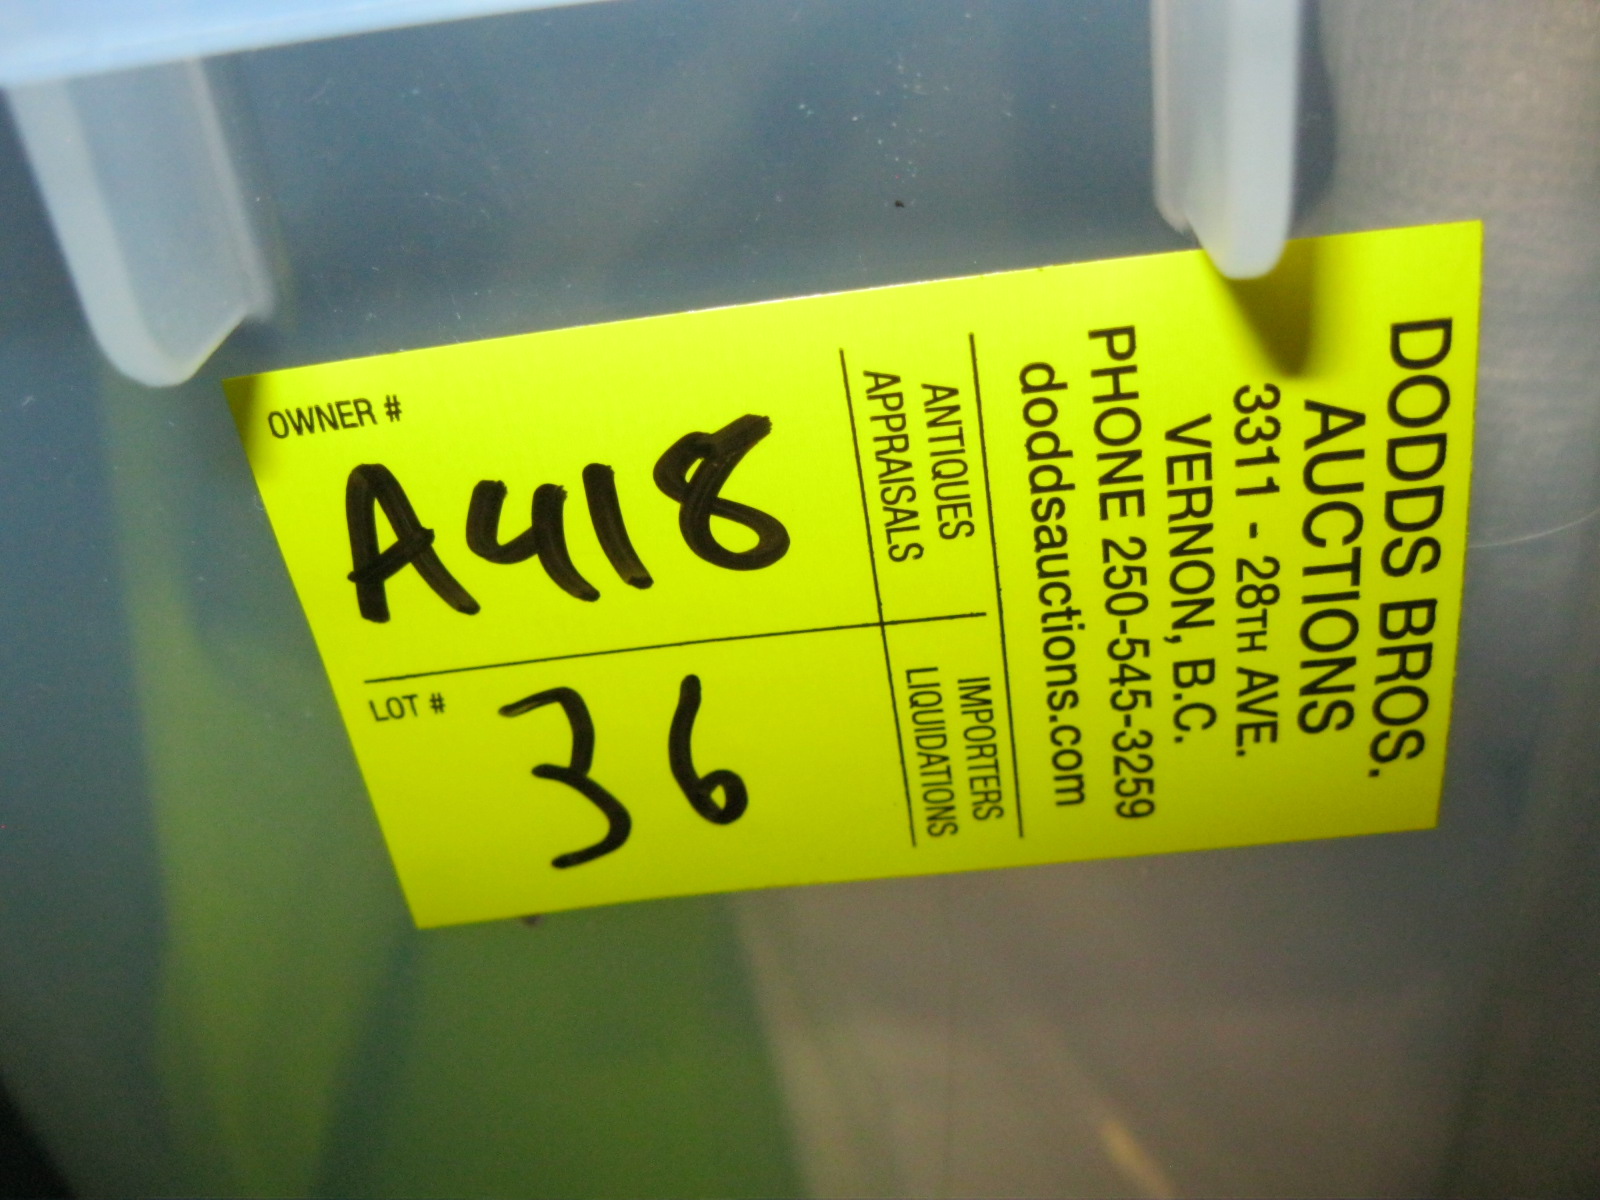 DODDS BROS.
AUCTIONS
3311 - 28TH AVE.
VERNON, B.C.
PHONE 250-545-3259
doddsauctions.com
ANTIQUES
APPRAISALS
IMPORTERS
LIQUIDATIONS
OWNER #
A418
LOT #
36